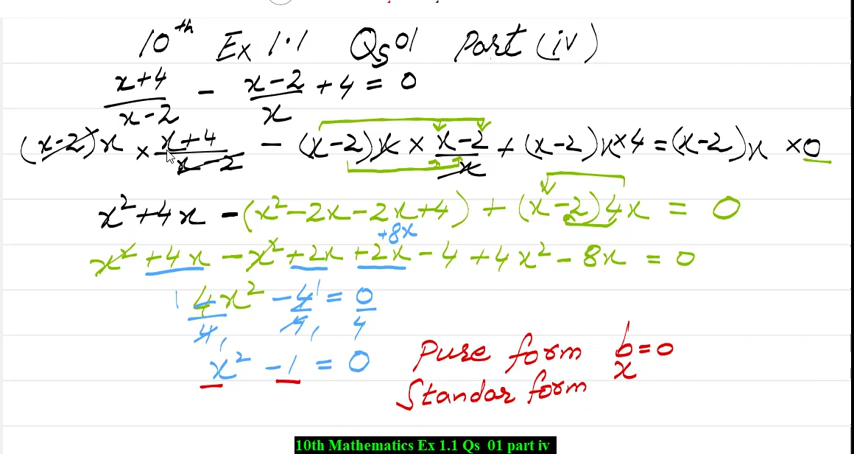 10th Ex 1.1 Qs 01 Part (iv)
x+4/x-2 - x-2/x + 4 = 0
(x-2)x × x+4/x-2 - (x-2)x × x-2/x + (x-2)x×4 = (x-2)x × 0
x² + 4x - (x² - 2x - 2x + 4) + (x-2)4x = 0
+8x
x² + 4x - x² + 2x + 2x - 4 + 4x² - 8x = 0
4x²/4 - 4/4 = 0/4
x² - 1 = 0 Pure form b=0
Standar form x
10th Mathematics Ex 1.1 Qs 01 part iv